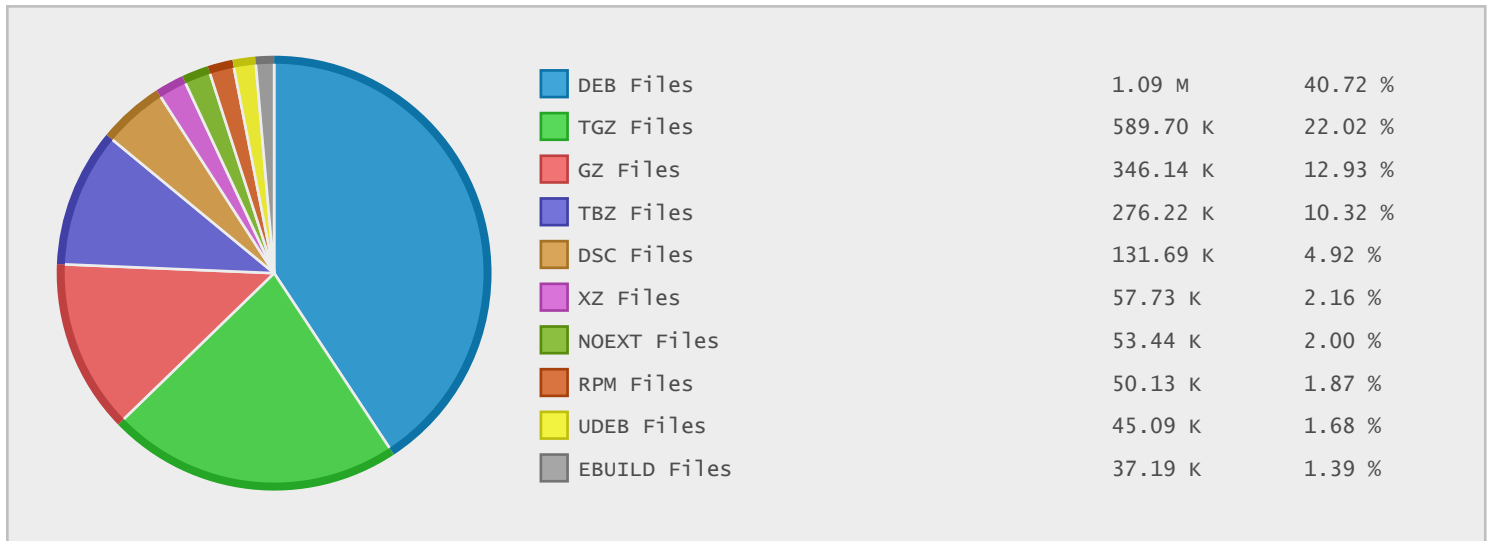 DEB Files 1.09 M 40.72 %
TGZ Files 589.70 K 22.02 %
GZ Files 346.14 K 12.93 %
TBZ Files 276.22 K 10.32 %
DSC Files 131.69 K 4.92 %
XZ Files 57.73 K 2.16 %
NOEXT Files 53.44 K 2.00 %
RPM Files 50.13 K 1.87 %
UDEB Files 45.09 K 1.68 %
EBUILD Files 37.19 K 1.39 %